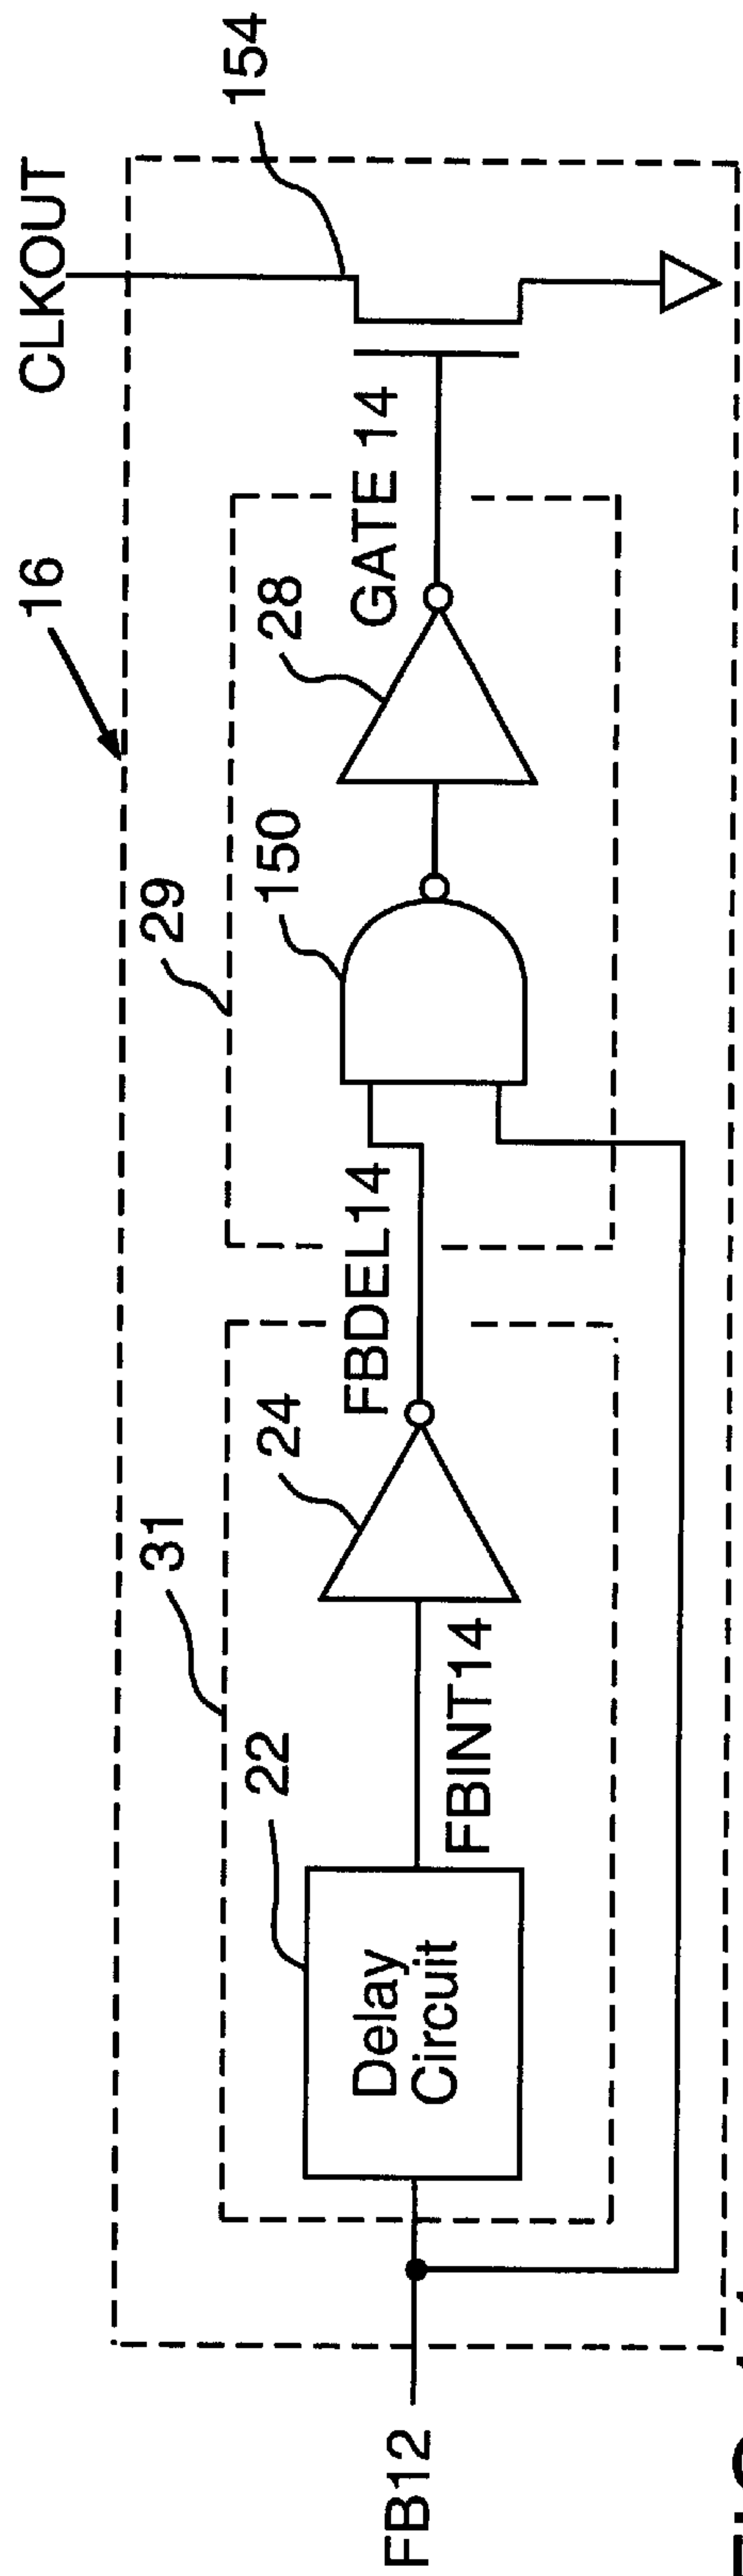 CLKOUT
154
16
29
150
28
GATE 14
31
24
FBDEL14
22
FBINT14
Delay
Circuit
FB12